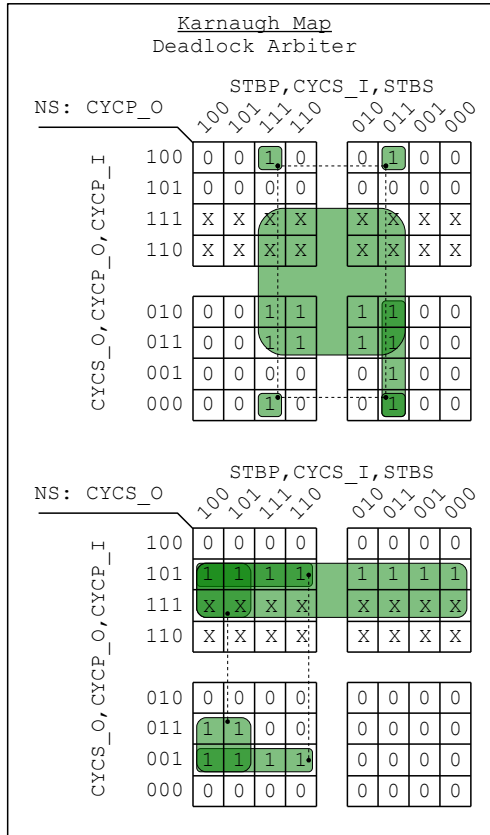 Karnaugh Map
Deadlock Arbiter
STBP,CYCS_I,STBS
NS: CYCP_O
100 101 111 110 010 011 001 000
CYCS_O,CYCP_O,CYCP_I
100 0 0 1 0 0 1 0 0
101 0 0 0 0 0 0 0 0
111 X X X X X X X X
110 X X X X X X X X
010 0 0 1 1 1 1 0 0
011 0 0 1 1 1 1 0 0
001 0 0 0 0 0 1 0 0
000 0 0 1 0 0 1 0 0
STBP,CYCS_I,STBS
NS: CYCS_O
100 101 111 110 010 011 001 000
CYCS_O,CYCP_O,CYCP_I
100 0 0 0 0 0 0 0 0
101 1 1 1 1 1 1 1 1
111 X X X X X X X X
110 X X X X X X X X
010 0 0 0 0 0 0 0 0
011 1 1 0 0 0 0 0 0
001 1 1 1 1 0 0 0 0
000 0 0 0 0 0 0 0 0